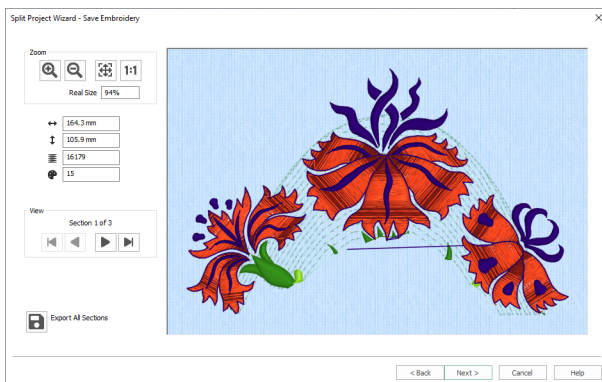 Split Project Wizard - Save Embroidery
Zoom
1:1
Real Size 94%
164.3 mm
105.9 mm
16179
15
View
Section 1 of 3
Export All Sections
< Back Next > Cancel Help